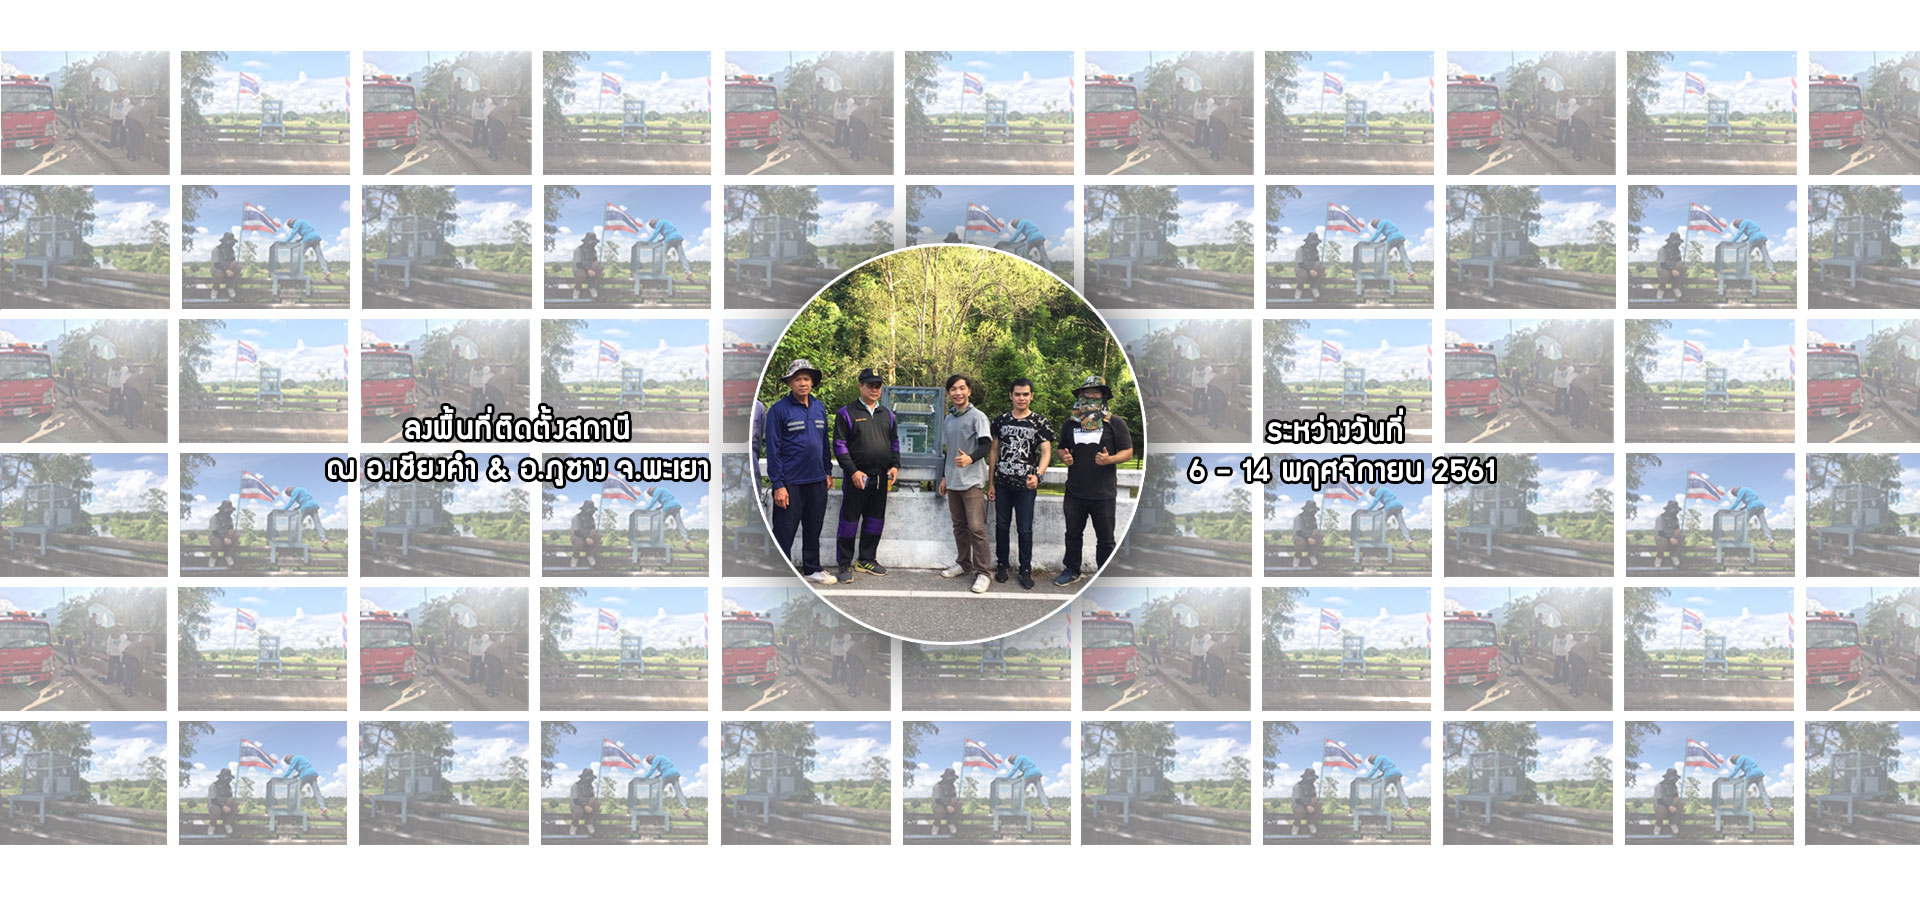 ลงพื้นที่ติดตั้งสถานี
ณ อ.เชียงคำ & อ.ภูซาง จ.พะเยา
ระหว่างวันที่
6 - 14 พฤศจิกายน 2561